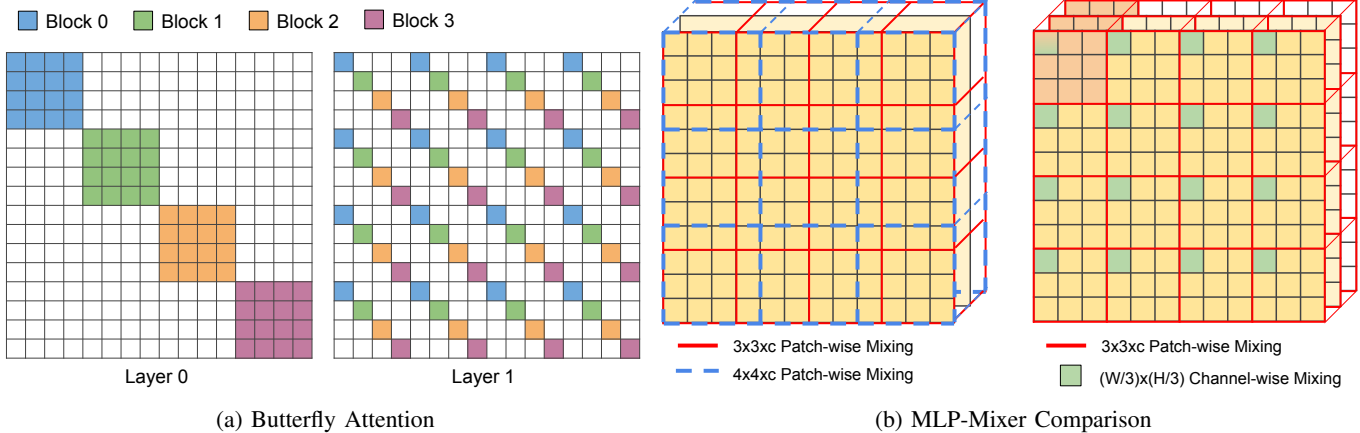 Block 0
Block 1
Block 2
Block 3
Layer 0
Layer 1
(a) Butterfly Attention
3x3xc Patch-wise Mixing
4x4xc Patch-wise Mixing
3x3xc Patch-wise Mixing
(W/3)x(H/3) Channel-wise Mixing
(b) MLP-Mixer Comparison